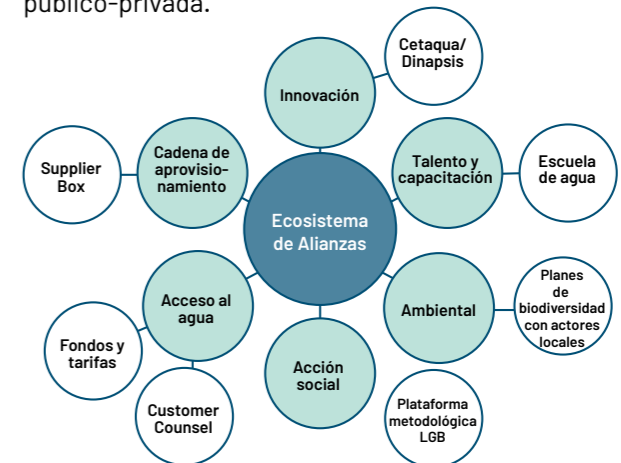 público-privada.
Cetaqua/
Dinapsis
Innovación
Cadena de
aprovisio-
namiento
Supplier
Box
Talento y
capacitación
Escuela
de agua
Ecosistema
de Alianzas
Acceso al
agua
Ambiental
Planes
de
biodiversidad
con actores
locales
Fondos y
tarifas
Acción
social
Customer
Counsel
Plataforma
metodológica
LGB